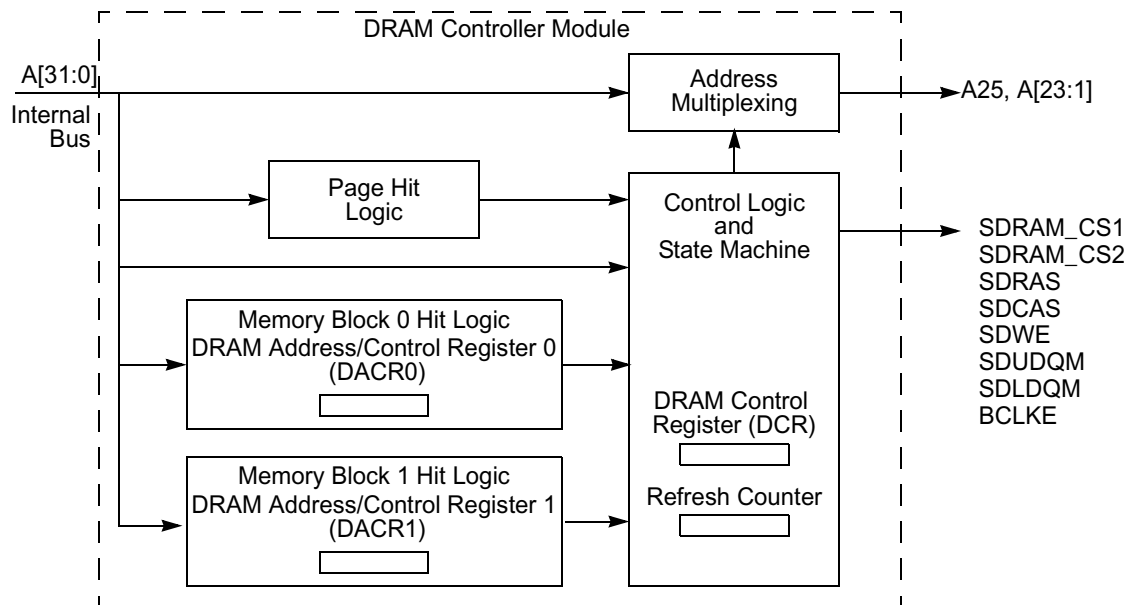 DRAM Controller Module
A[31:0]
Internal
Bus
Address
Multiplexing
A25, A[23:1]
Page Hit
Logic
Control Logic
and
State Machine
SDRAM_CS1
SDRAM_CS2
SDRAS
SDCAS
SDWE
SDUDQM
SDLDQM
BCLKE
Memory Block 0 Hit Logic
DRAM Address/Control Register 0
(DACR0)
DRAM Control
Register (DCR)
Memory Block 1 Hit Logic
DRAM Address/Control Register 1
(DACR1)
Refresh Counter